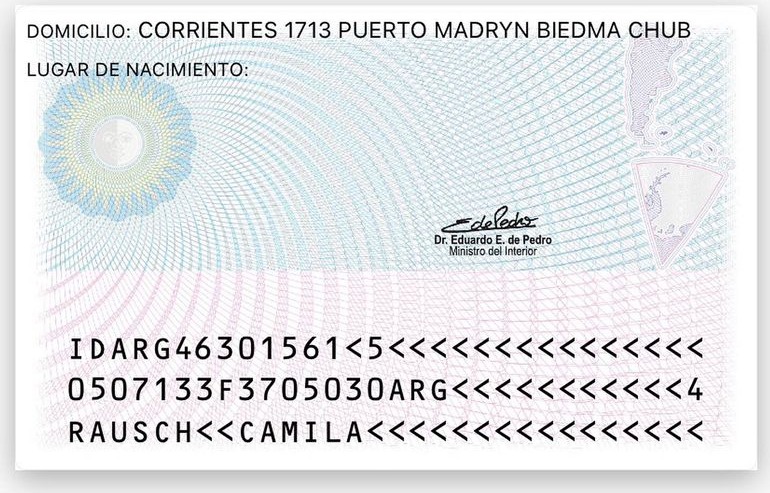 DOMICILIO: CORRIENTES 1713 PUERTO MADRYN BIEDMA CHUB
LUGAR DE NACIMIENTO:
EdePedro
Dr. Eduardo E. de Pedro
Ministro del Interior
IDARG46301561<5<<<<<<<<<<<<<<<
0507133F3705030ARG<<<<<<<<<<<4
RAUSCH<<CAMILA<<<<<<<<<<<<<<<<